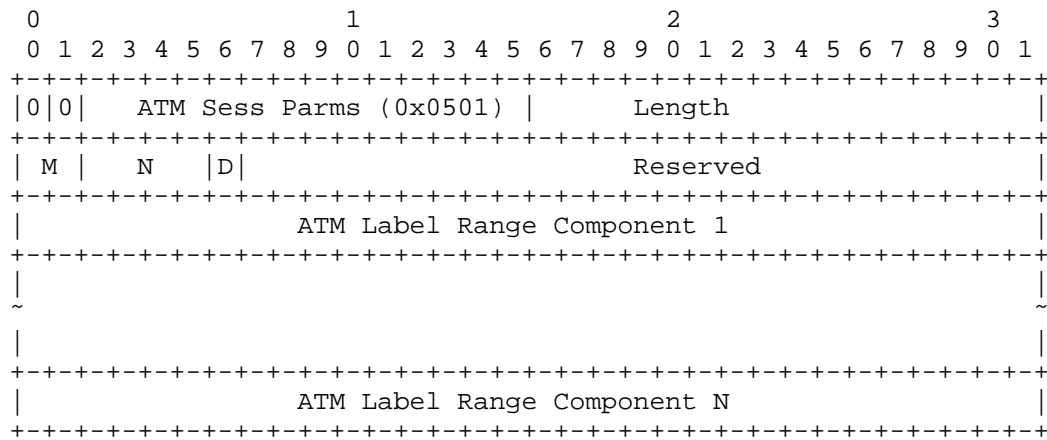 0                   1                   2                   3
 0 1 2 3 4 5 6 7 8 9 0 1 2 3 4 5 6 7 8 9 0 1 2 3 4 5 6 7 8 9 0 1
+-+-+-+-+-+-+-+-+-+-+-+-+-+-+-+-+-+-+-+-+-+-+-+-+-+-+-+-+-+-+-+-+
|0|0|   ATM Sess Parms (0x0501) |      Length                   |
+-+-+-+-+-+-+-+-+-+-+-+-+-+-+-+-+-+-+-+-+-+-+-+-+-+-+-+-+-+-+-+-+
| M |   N   |D|                        Reserved                 |
+-+-+-+-+-+-+-+-+-+-+-+-+-+-+-+-+-+-+-+-+-+-+-+-+-+-+-+-+-+-+-+-+
|                 ATM Label Range Component 1                   |
+-+-+-+-+-+-+-+-+-+-+-+-+-+-+-+-+-+-+-+-+-+-+-+-+-+-+-+-+-+-+-+-+
|                                                               |
~                                                               ~
|                                                               |
+-+-+-+-+-+-+-+-+-+-+-+-+-+-+-+-+-+-+-+-+-+-+-+-+-+-+-+-+-+-+-+-+
|                 ATM Label Range Component N                   |
+-+-+-+-+-+-+-+-+-+-+-+-+-+-+-+-+-+-+-+-+-+-+-+-+-+-+-+-+-+-+-+-+